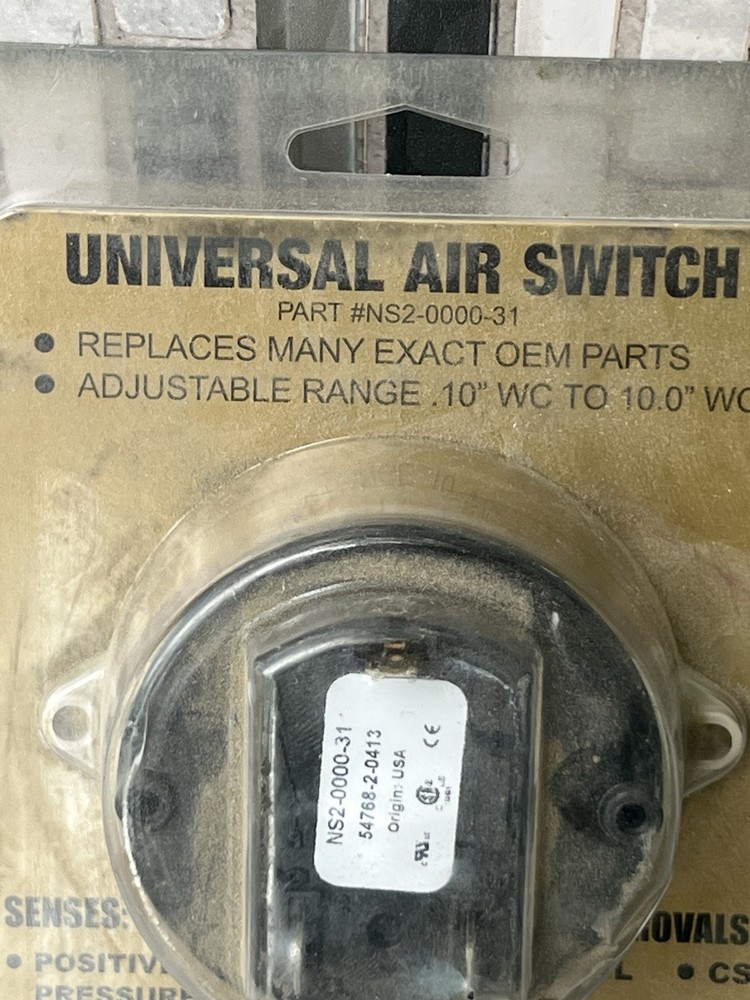 UNIVERSAL AIR SWITCH
PART #NS2-0000-31
● REPLACES MANY EXACT OEM PARTS
● ADJUSTABLE RANGE .10" WC TO 10.0" WC
NS2-0000-31
54768-2-0413
Origin: USA
CE
SENSES:
● POSITIV
PRESSURE
OVALS
L ● CS